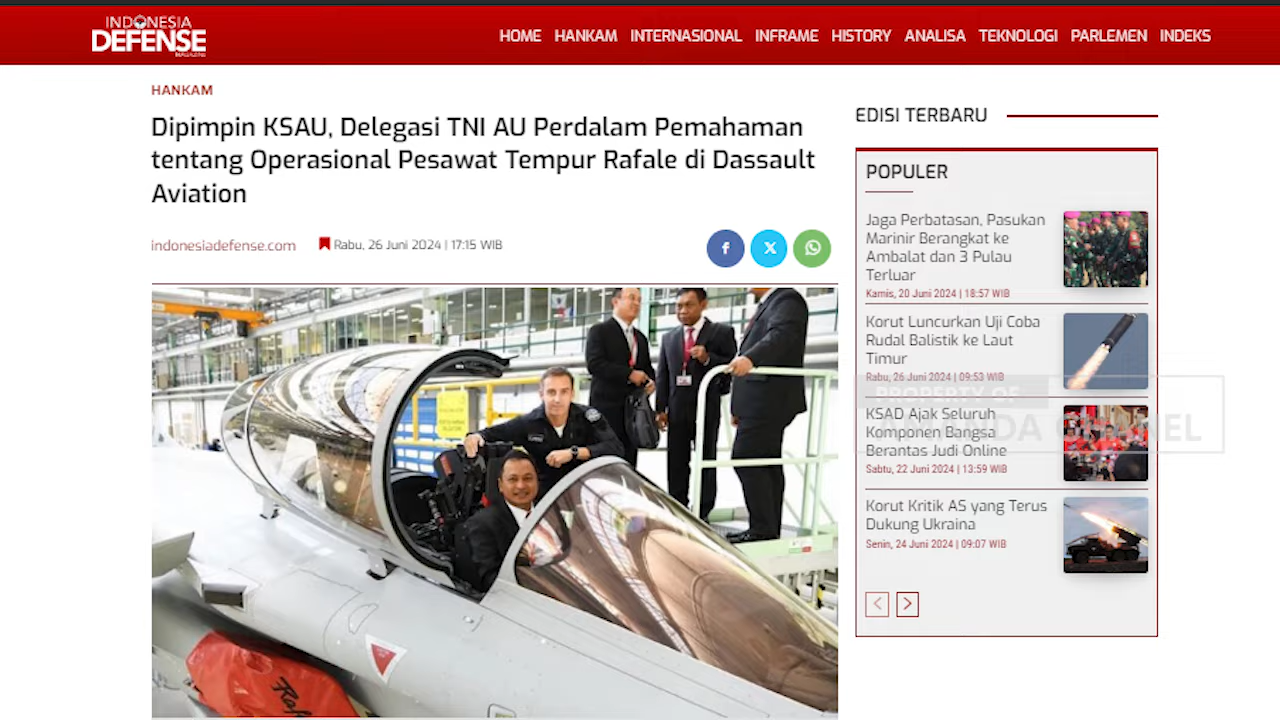 INDONESIA
DEFENSE
MAGAZINE
HOME HANKAM INTERNASIONAL INFRAME HISTORY ANALISA TEKNOLOGI PARLEMEN INDEKS
HANKAM
Dipimpin KSAU, Delegasi TNI AU Perdalam Pemahaman
tentang Operasional Pesawat Tempur Rafale di Dassault
Aviation
indonesiadefense.com Rabu, 26 Juni 2024 | 17:15 WIB
EDISI TERBARU
POPULER
Jaga Perbatasan, Pasukan
Marinir Berangkat ke
Ambalat dan 3 Pulau
Terluar
Kamis, 20 Juni 2024 | 18:57 WIB
Korut Luncurkan Uji Coba
Rudal Balistik ke Laut
Timur
Rabu, 26 Juni 2024 | 09:53 WIB
PROPERTY OF
CHANNEL
KSAD Ajak Seluruh
Komponen Bangsa
Berantas Judi Online
Sabtu, 22 Juni 2024 | 13:59 WIB
Korut Kritik AS yang Terus
Dukung Ukraina
Senin, 24 Juni 2024 | 09:07 WIB